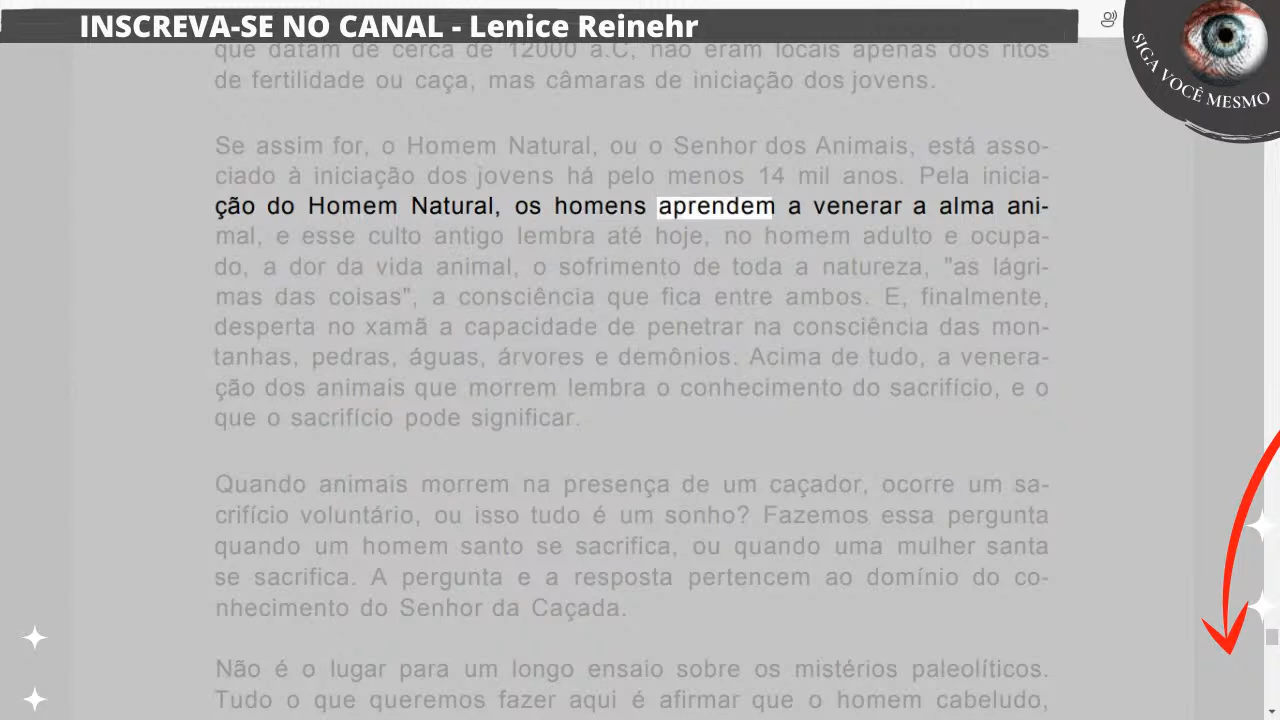 INSCREVA-SE NO CANAL - Lenice Reinehr
SIGA VOCÊ MESMO
que datam de cerca de 12000 a.C, não eram locais apenas dos ritos
de fertilidade ou caça, mas câmaras de iniciação dos jovens.
Se assim for, o Homem Natural, ou o Senhor dos Animais, está asso-
ciado à iniciação dos jovens há pelo menos 14 mil anos. Pela inicia-
ção do Homem Natural, os homens aprendem a venerar a alma ani-
mal, e esse culto antigo lembra até hoje, no homem adulto e ocupa-
do, a dor da vida animal, o sofrimento de toda a natureza, "as lágri-
mas das coisas", a consciência que fica entre ambos. E, finalmente,
desperta no xamã a capacidade de penetrar na consciência das mon-
tanhas, pedras, águas, árvores e demônios. Acima de tudo, a venera-
ção dos animais que morrem lembra o conhecimento do sacrifício, e o
que o sacrifício pode significar.
Quando animais morrem na presença de um caçador, ocorre um sa-
crifício voluntário, ou isso tudo é um sonho? Fazemos essa pergunta
quando um homem santo se sacrifica, ou quando uma mulher santa
se sacrifica. A pergunta e a resposta pertencem ao domínio do co-
nhecimento do Senhor da Caçada.
Não é o lugar para um longo ensaio sobre os mistérios paleolíticos.
Tudo o que queremos fazer aqui é afirmar que o homem cabeludo,